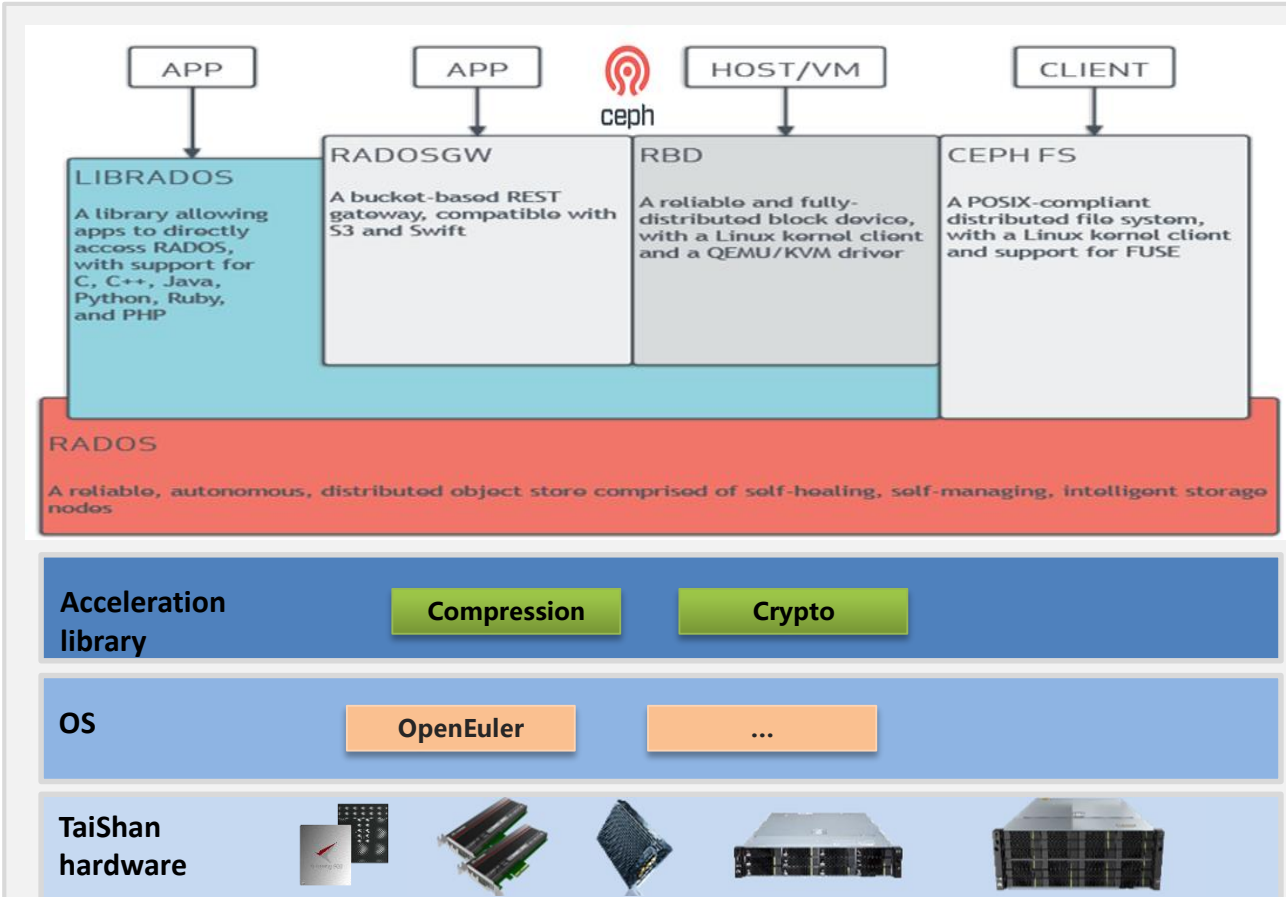 APP
APP
ceph
HOST/VM
CLIENT
LIBRADOS
A library allowing
apps to directly
access RADOS,
with support for
C, C++, Java,
Python, Ruby,
and PHP
RADOSGW
A bucket-based REST
gateway, compatible with
S3 and Swift
RBD
A reliable and fully-
distributed block device,
with a Linux kernel client
and a QEMU/KVM driver
CEPH FS
A POSIX-compliant
distributed file system,
with a Linux kernel client
and support for FUSE
RADOS
A reliable, autonomous, distributed object store comprised of self-healing, self-managing, intelligent storage
nodes
Acceleration
library
Compression
Crypto
OS
OpenEuler
...
TaiShan
hardware